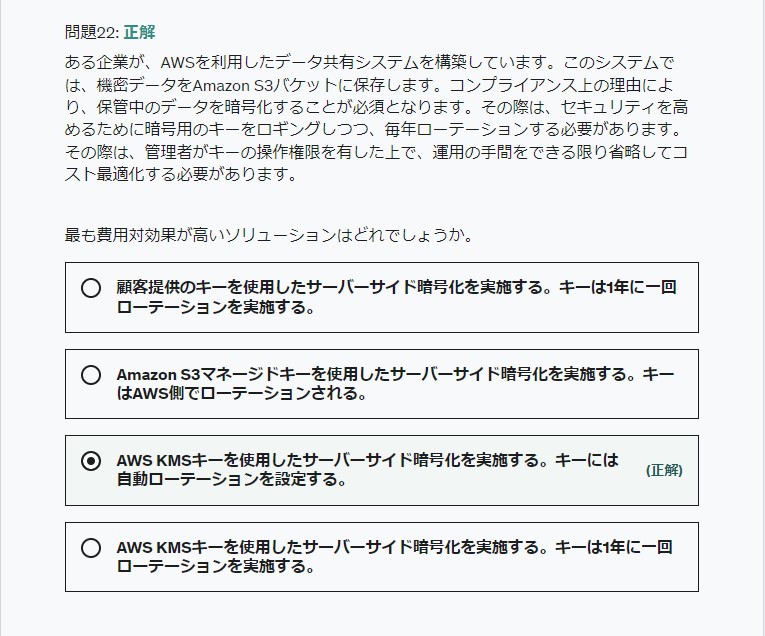 問題22: 正解
ある企業が、AWSを利用したデータ共有システムを構築しています。このシステムで
は、機密データをAmazon S3バケットに保存します。コンプライアンス上の理由によ
り、保管中のデータを暗号化することが必須となります。その際は、セキュリティを高
めるために暗号用のキーをロギングしつつ、毎年ローテーションする必要があります。
その際は、管理者がキーの操作権限を有した上で、運用の手間をできる限り省略してコ
スト最適化する必要があります。
最も費用対効果が高いソリューションはどれでしょうか。
顧客提供のキーを使用したサーバーサイド暗号化を実施する。キーは1年に一回
ローテーションを実施する。
Amazon S3マネージドキーを使用したサーバーサイド暗号化を実施する。キー
はAWS側でローテーションされる。
AWS KMSキーを使用したサーバーサイド暗号化を実施する。キーには
自動ローテーションを設定する。
(正解)
AWS KMSキーを使用したサーバーサイド暗号化を実施する。キーは1年に一回
ローテーションを実施する。